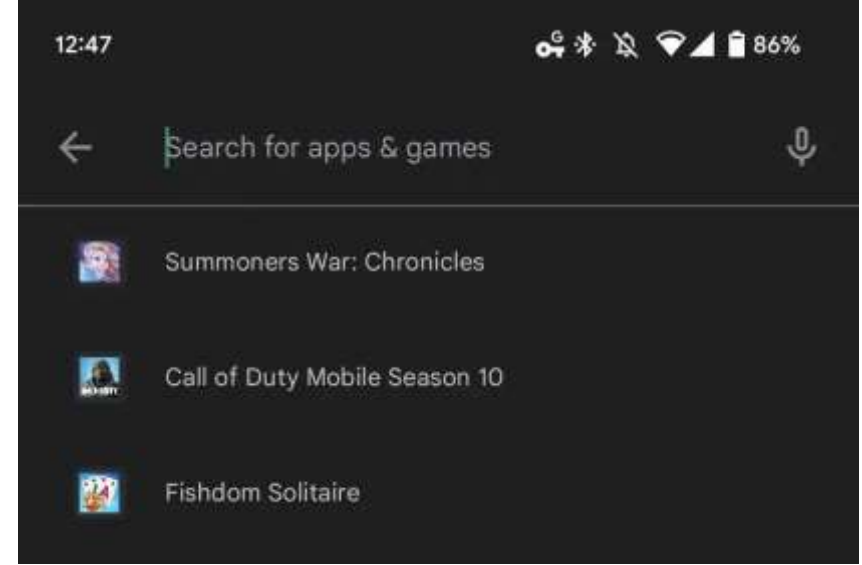 12:47 G 86%
Search for apps & games
Summoners War: Chronicles
Call of Duty Mobile Season 10
Fishdom Solitaire